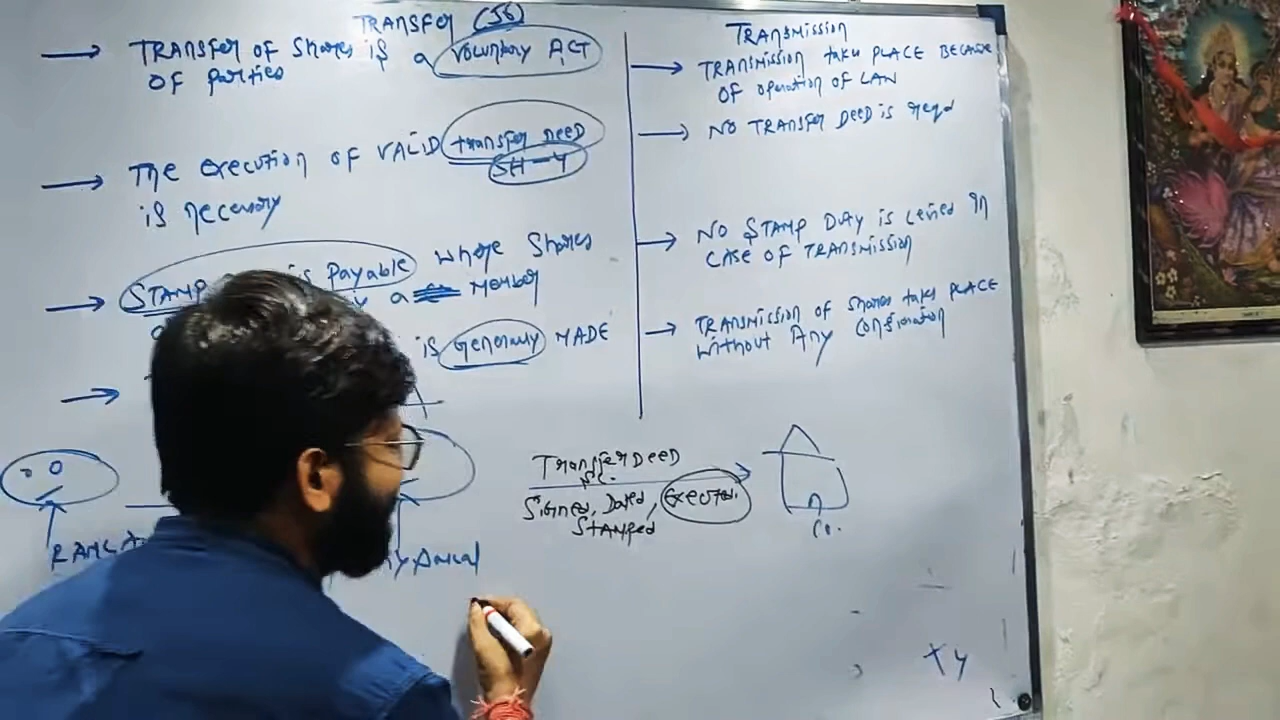 TRANSFER (56)
TRANSFER OF Shares is a voluntary ACT
OF parties
The execution OF VALID transfer DEED
SH-4
is necessary
STAMP is payable where shares
a member
is Generally MADE
TRANSMISSION
TRANSMISSION takes PLACE BECAUSE
OF operation OF LAW
NO TRANSFER DEED is reqd
NO STAMP Duty is Levied in
CASE OF TRANSMISSION
TRANSMISSION OF shares takes PLACE
without Any
Transfer DEED
Signed, Dated, executed
STAMPED
Co.